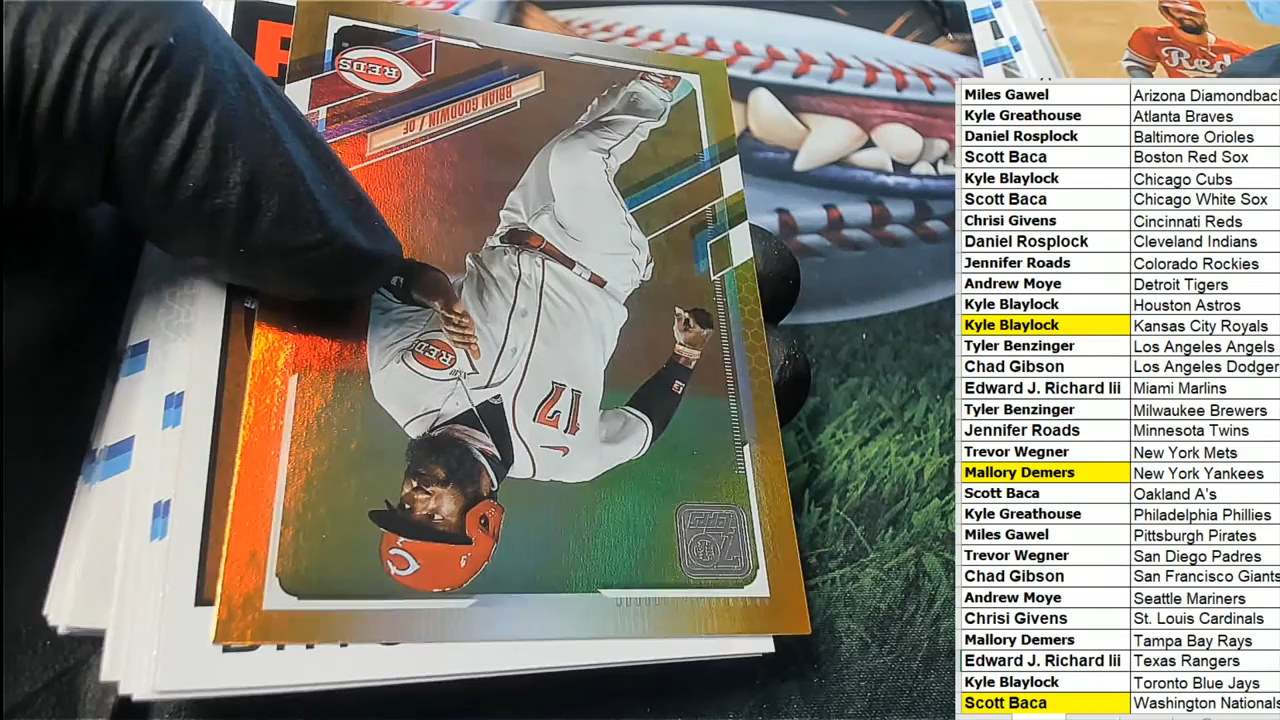 REDS
BRIAN GOODWIN / OF
REDS
17
TOPPS
70
Reds
Miles Gawel Arizona Diamondbac
Kyle Greathouse Atlanta Braves
Daniel Rosplock Baltimore Orioles
Scott Baca Boston Red Sox
Kyle Blaylock Chicago Cubs
Scott Baca Chicago White Sox
Chrisi Givens Cincinnati Reds
Daniel Rosplock Cleveland Indians
Jennifer Roads Colorado Rockies
Andrew Moye Detroit Tigers
Kyle Blaylock Houston Astros
Kyle Blaylock Kansas City Royals
Tyler Benzinger Los Angeles Angels
Chad Gibson Los Angeles Dodger
Edward J. Richard Iii Miami Marlins
Tyler Benzinger Milwaukee Brewers
Jennifer Roads Minnesota Twins
Trevor Wegner New York Mets
Mallory Demers New York Yankees
Scott Baca Oakland A's
Kyle Greathouse Philadelphia Phillies
Miles Gawel Pittsburgh Pirates
Trevor Wegner San Diego Padres
Chad Gibson San Francisco Giants
Andrew Moye Seattle Mariners
Chrisi Givens St. Louis Cardinals
Mallory Demers Tampa Bay Rays
Edward J. Richard Iii Texas Rangers
Kyle Blaylock Toronto Blue Jays
Scott Baca Washington Nationals